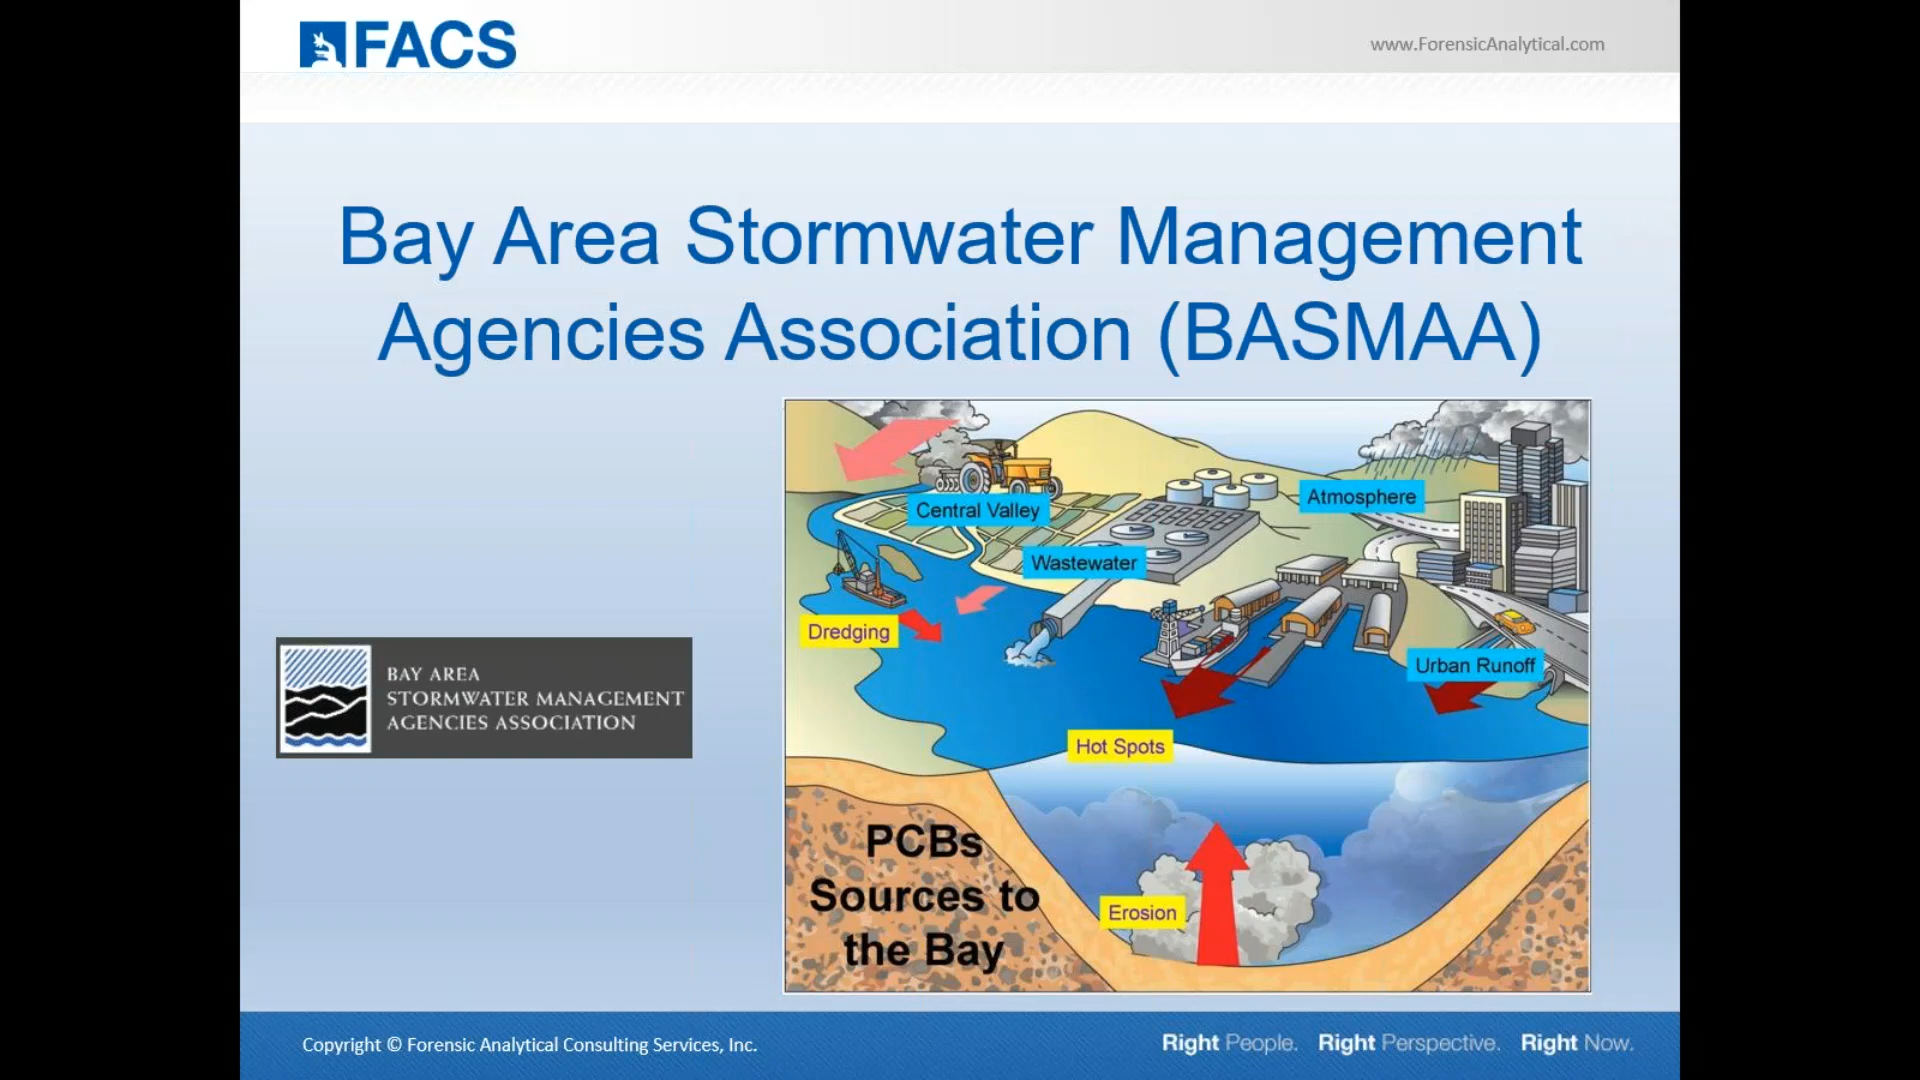 FACS
www.ForensicAnalytical.com
Bay Area Stormwater Management
Agencies Association (BASMAA)
Central Valley
Atmosphere
Wastewater
Dredging
Urban Runoff
Hot Spots
BAY AREA
STORMWATER MANAGEMENT
AGENCIES ASSOCIATION
PCBs
Sources to
the Bay
Erosion
Copyright © Forensic Analytical Consulting Services, Inc.
Right People. Right Perspective. Right Now.